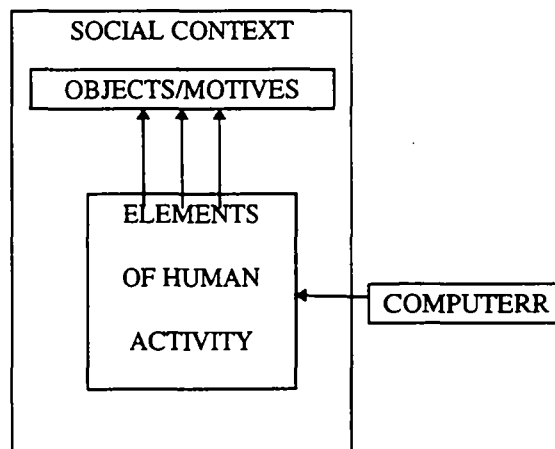 SOCIAL CONTEXT
OBJECTS/MOTIVES
ELEMENTS
OF HUMAN
ACTIVITY
COMPUTERR